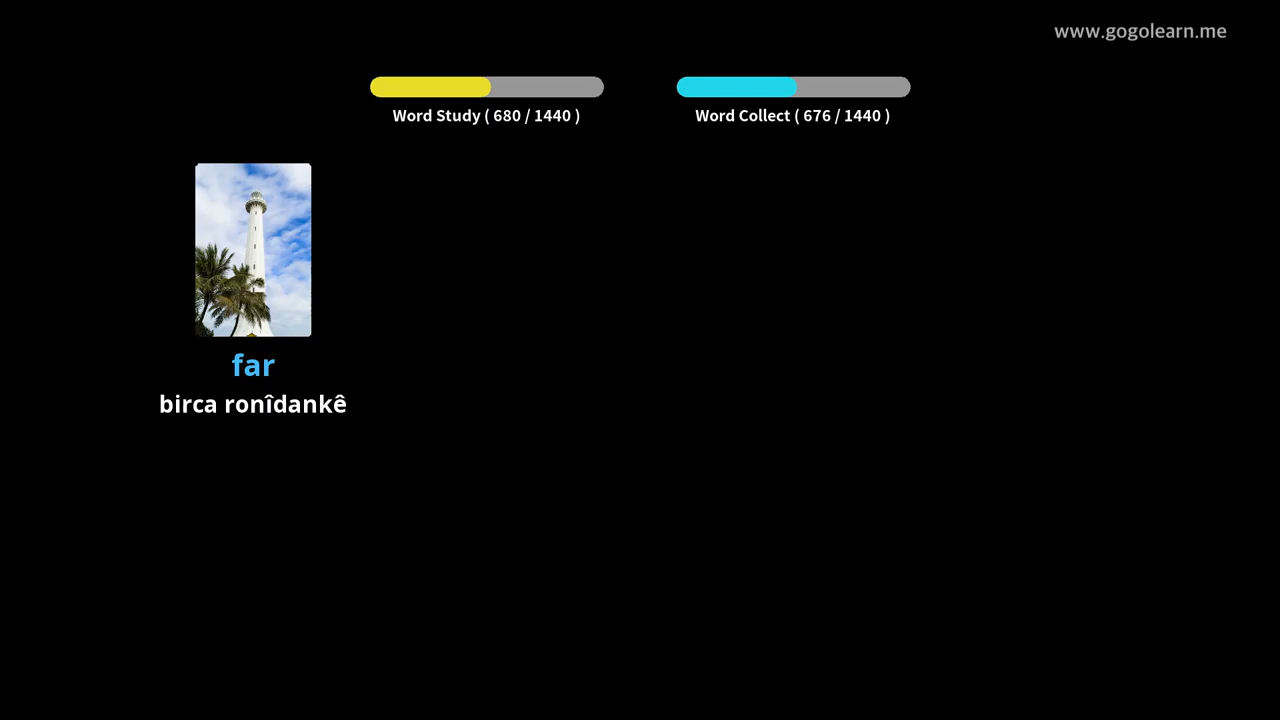 www.gogolearn.me
Word Study ( 680 / 1440 )
Word Collect ( 676 / 1440 )
far
birca ronîdankê